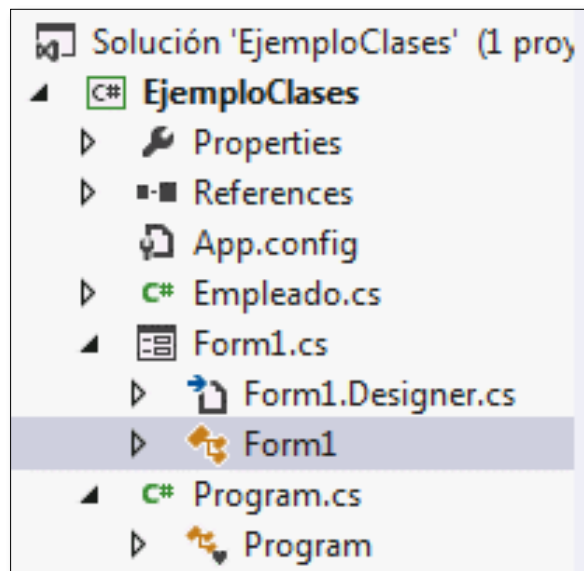 Solución 'EjemploClases' (1 proy
C# EjemploClases
Properties
References
App.config
C# Empleado.cs
Form1.cs
Form1.Designer.cs
Form1
C# Program.cs
Program